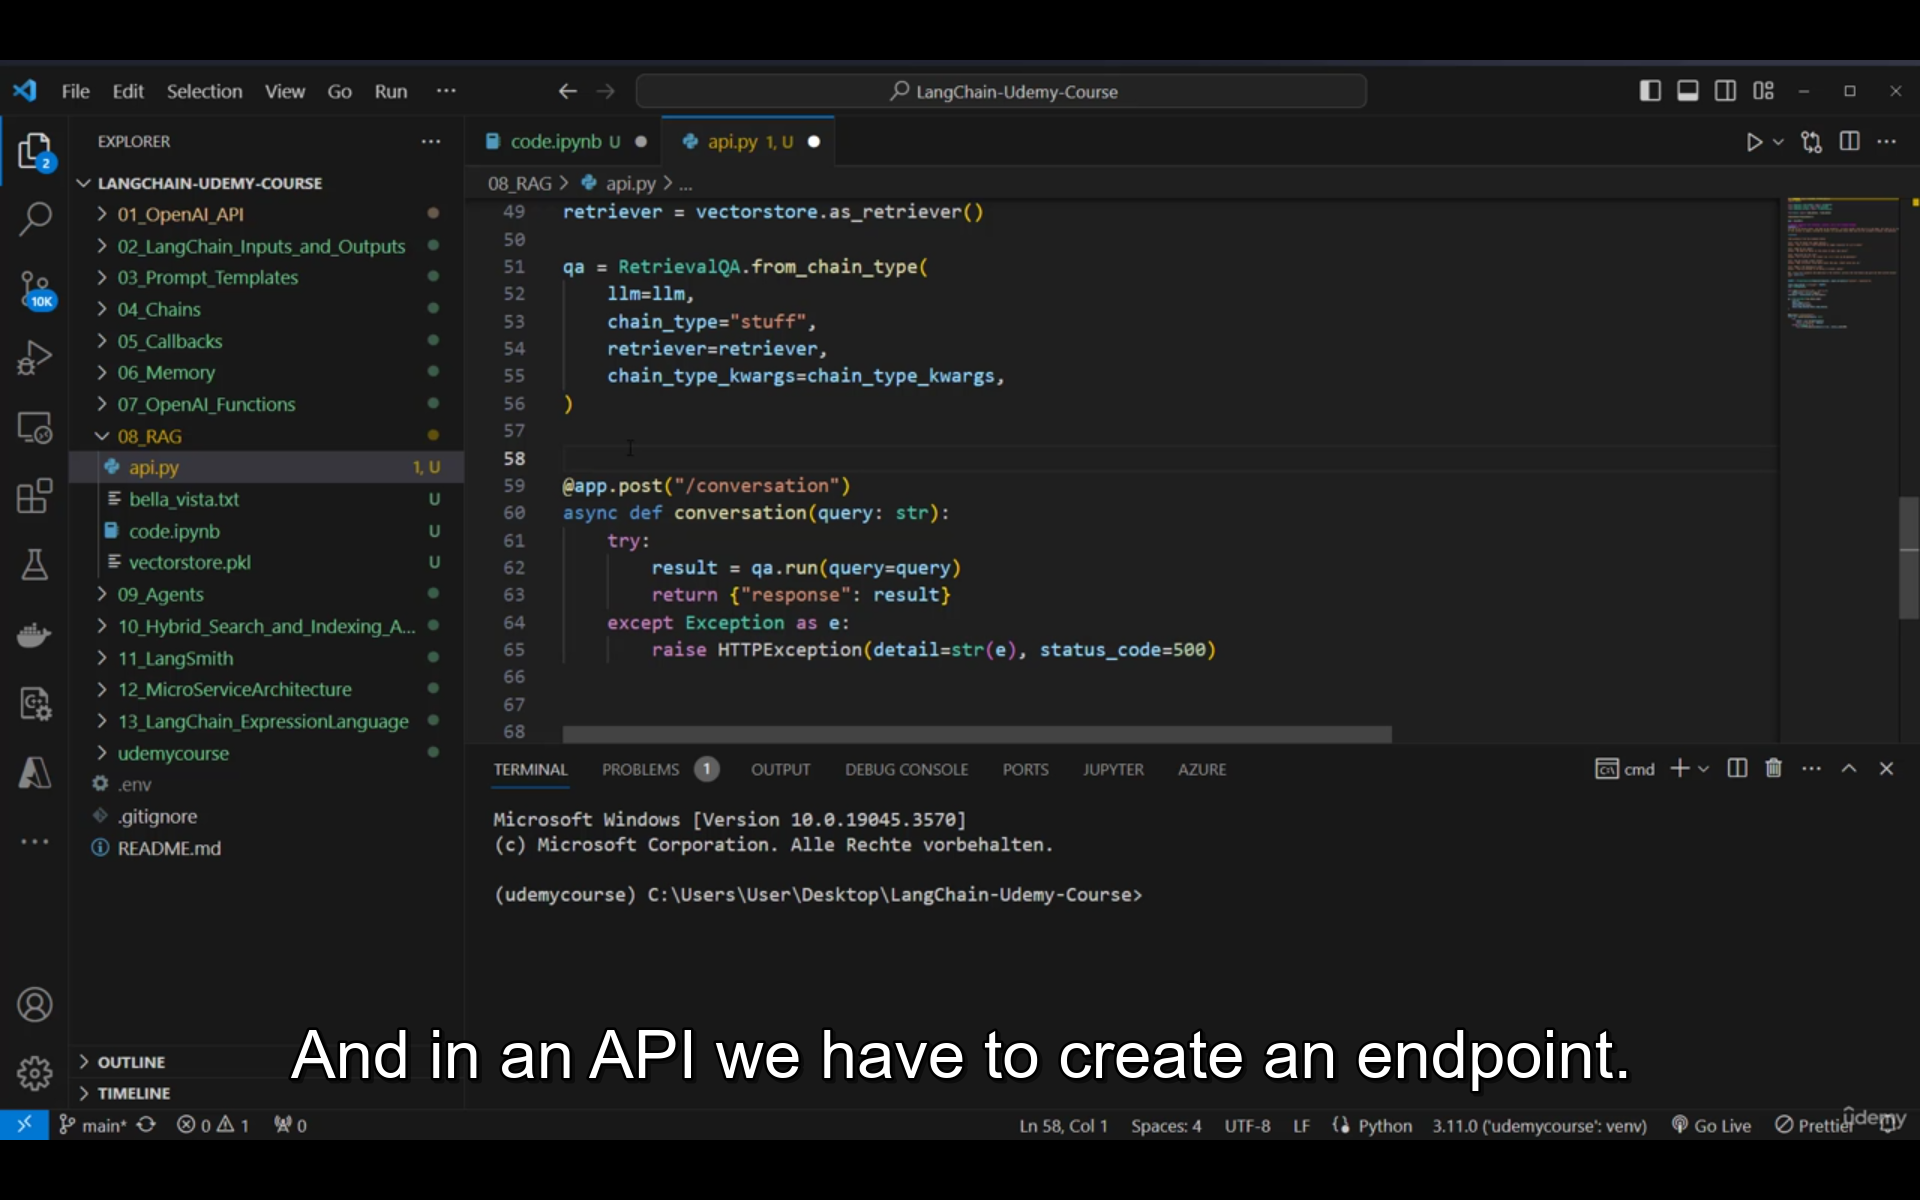 File Edit Selection View Go Run ···
LangChain-Udemy-Course
EXPLORER
2
10K
LANGCHAIN-UDEMY-COURSE
01_OpenAI_API
02_LangChain_Inputs_and_Outputs
03_Prompt_Templates
04_Chains
05_Callbacks
06_Memory
07_OpenAI_Functions
08_RAG
api.py 1, U
bella_vista.txt U
code.ipynb U
vectorstore.pkl U
09_Agents
10_Hybrid_Search_and_Indexing_A...
11_LangSmith
12_MicroServiceArchitecture
13_LangChain_ExpressionLanguage
udemycourse
.env
.gitignore
README.md
OUTLINE
TIMELINE
code.ipynb U
api.py 1, U
08_RAG > api.py > ...
49 retriever = vectorstore.as_retriever()
50
51 qa = RetrievalQA.from_chain_type(
52     llm=llm,
53     chain_type="stuff",
54     retriever=retriever,
55     chain_type_kwargs=chain_type_kwargs,
56 )
57
58
59 @app.post("/conversation")
60 async def conversation(query: str):
61     try:
62         result = qa.run(query=query)
63         return {"response": result}
64     except Exception as e:
65         raise HTTPException(detail=str(e), status_code=500)
66
67
68
TERMINAL PROBLEMS 1 OUTPUT DEBUG CONSOLE PORTS JUPYTER AZURE
cmd
Microsoft Windows [Version 10.0.19045.3570]
(c) Microsoft Corporation. Alle Rechte vorbehalten.
(udemycourse) C:\Users\User\Desktop\LangChain-Udemy-Course>
And in an API we have to create an endpoint.
main* 0 1 0
Ln 58, Col 1 Spaces: 4 UTF-8 LF Python 3.11.0 ('udemycourse': venv) Go Live Prettier
udemy